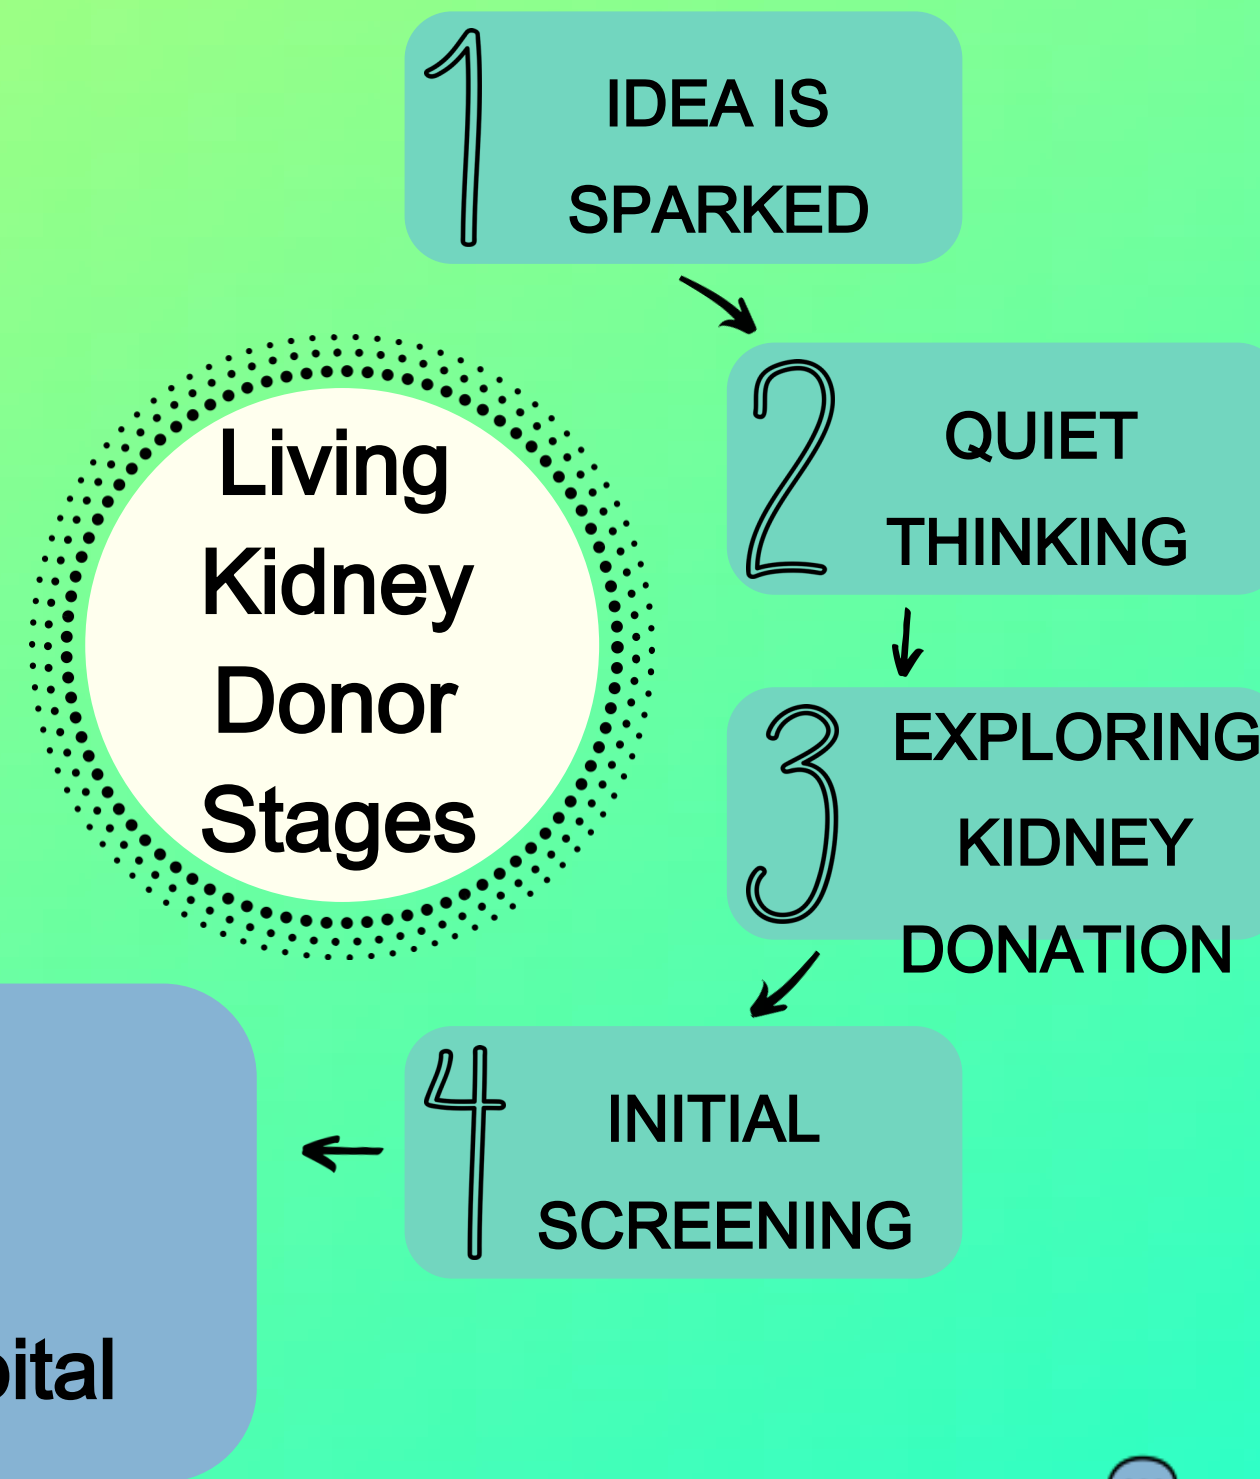 1
IDEA IS
SPARKED
2
QUIET
THINKING
Living
Kidney
Donor
Stages
3
EXPLORING
KIDNEY
DONATION
4
INITIAL
SCREENING